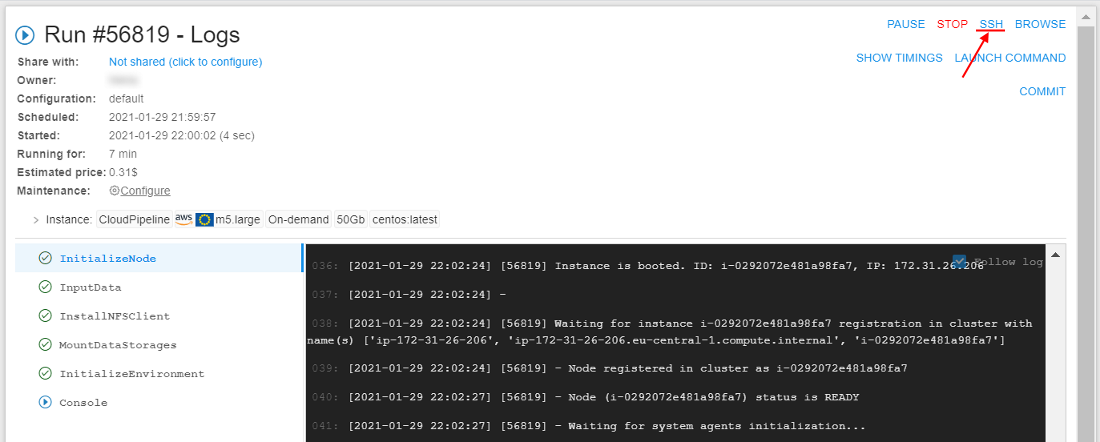 Run #56819 - Logs
PAUSE STOP SSH BROWSE
SHOW TIMINGS LAUNCH COMMAND
COMMIT
Share with: Not shared (click to configure)
Owner:
Configuration: default
Scheduled: 2021-01-29 21:59:57
Started: 2021-01-29 22:00:02 (4 sec)
Running for: 7 min
Estimated price: 0.31$
Maintenance: Configure
Instance: CloudPipeline aws m5.large On-demand 50Gb centos:latest
InitializeNode
InputData
InstallNFSClient
MountDataStorages
InitializeEnvironment
Console
Follow log
036: [2021-01-29 22:02:24] [56819] Instance is booted. ID: i-0292072e481a98fa7, IP: 172.31.26.206
037: [2021-01-29 22:02:24] -
038: [2021-01-29 22:02:24] [56819] Waiting for instance i-0292072e481a98fa7 registration in cluster with
name(s) ['ip-172-31-26-206', 'ip-172-31-26-206.eu-central-1.compute.internal', 'i-0292072e481a98fa7']
039: [2021-01-29 22:02:24] [56819] - Node registered in cluster as i-0292072e481a98fa7
040: [2021-01-29 22:02:27] [56819] - Node (i-0292072e481a98fa7) status is READY
041: [2021-01-29 22:02:27] [56819] - Waiting for system agents initialization...